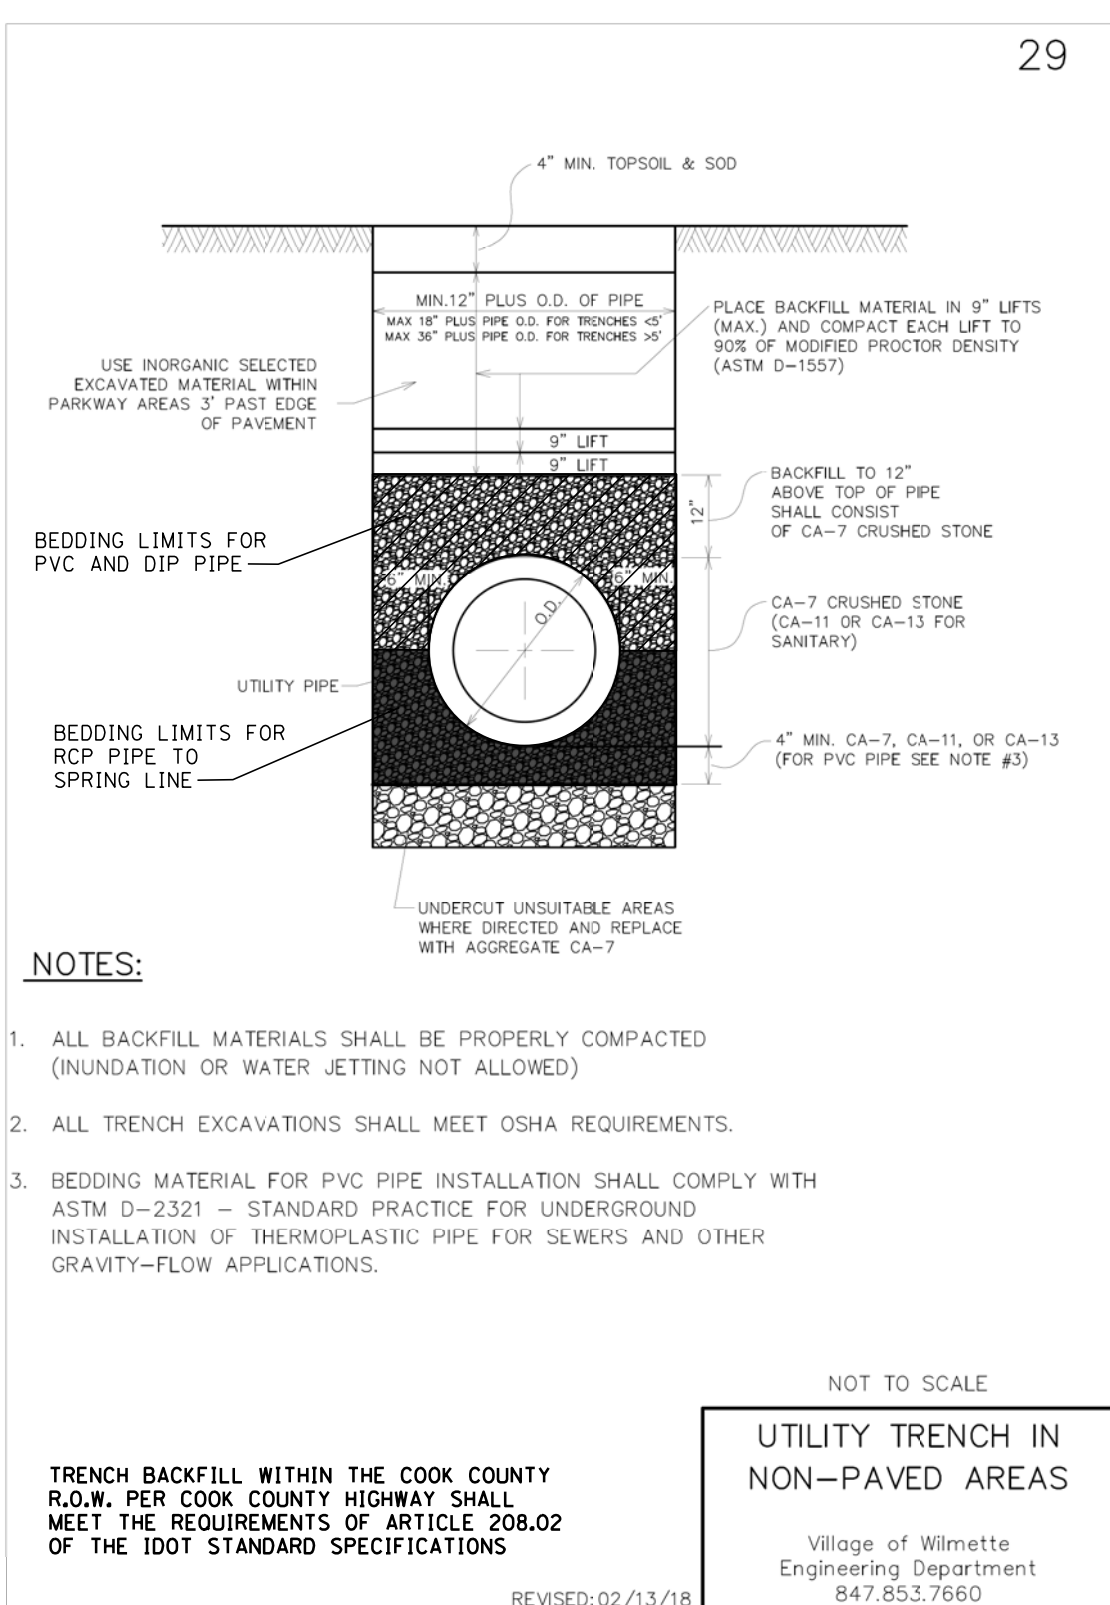 29
4" MIN. TOPSOIL & SOD
MIN.12" PLUS O.D. OF PIPE
MAX 18" PLUS PIPE O.D. FOR TRENCHES <5'
MAX 36" PLUS PIPE O.D. FOR TRENCHES >5'
PLACE BACKFILL MATERIAL IN 9" LIFTS
(MAX.) AND COMPACT EACH LIFT TO
90% OF MODIFIED PROCTOR DENSITY
(ASTM D-1557)
USE INORGANIC SELECTED
EXCAVATED MATERIAL WITHIN
PARKWAY AREAS 3' PAST EDGE
OF PAVEMENT
9" LIFT
9" LIFT
BACKFILL TO 12"
ABOVE TOP OF PIPE
SHALL CONSIST
OF CA-7 CRUSHED STONE
12"
BEDDING LIMITS FOR
PVC AND DIP PIPE
6" MIN.
6" MIN.
O.D.
CA-7 CRUSHED STONE
(CA-11 OR CA-13 FOR
SANITARY)
UTILITY PIPE
BEDDING LIMITS FOR
RCP PIPE TO
SPRING LINE
4" MIN. CA-7, CA-11, OR CA-13
(FOR PVC PIPE SEE NOTE #3)
UNDERCUT UNSUITABLE AREAS
WHERE DIRECTED AND REPLACE
WITH AGGREGATE CA-7
NOTES:
1. ALL BACKFILL MATERIALS SHALL BE PROPERLY COMPACTED
(INUNDATION OR WATER JETTING NOT ALLOWED)
2. ALL TRENCH EXCAVATIONS SHALL MEET OSHA REQUIREMENTS.
3. BEDDING MATERIAL FOR PVC PIPE INSTALLATION SHALL COMPLY WITH
ASTM D-2321 - STANDARD PRACTICE FOR UNDERGROUND
INSTALLATION OF THERMOPLASTIC PIPE FOR SEWERS AND OTHER
GRAVITY-FLOW APPLICATIONS.
NOT TO SCALE
UTILITY TRENCH IN
NON-PAVED AREAS
TRENCH BACKFILL WITHIN THE COOK COUNTY
R.O.W. PER COOK COUNTY HIGHWAY SHALL
MEET THE REQUIREMENTS OF ARTICLE 208.02
OF THE IDOT STANDARD SPECIFICATIONS
Village of Wilmette
Engineering Department
847.853.7660
REVISED: 02/13/18